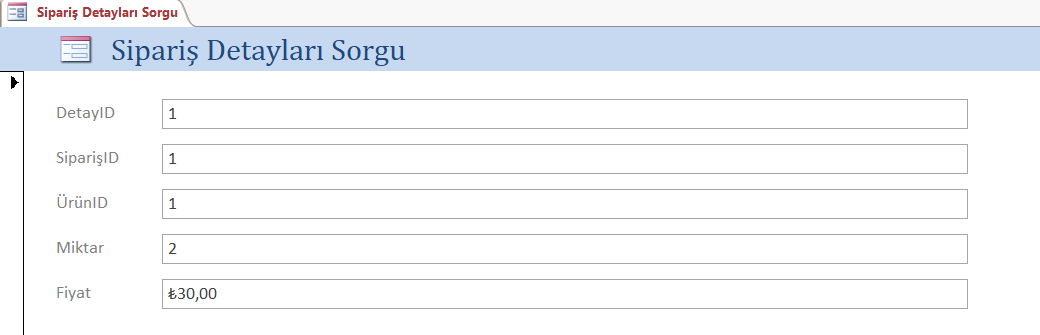 Sipariş Detayları Sorgu
Sipariş Detayları Sorgu
DetayID 1
SiparişID 1
ÜrünID 1
Miktar 2
Fiyat ₺30,00